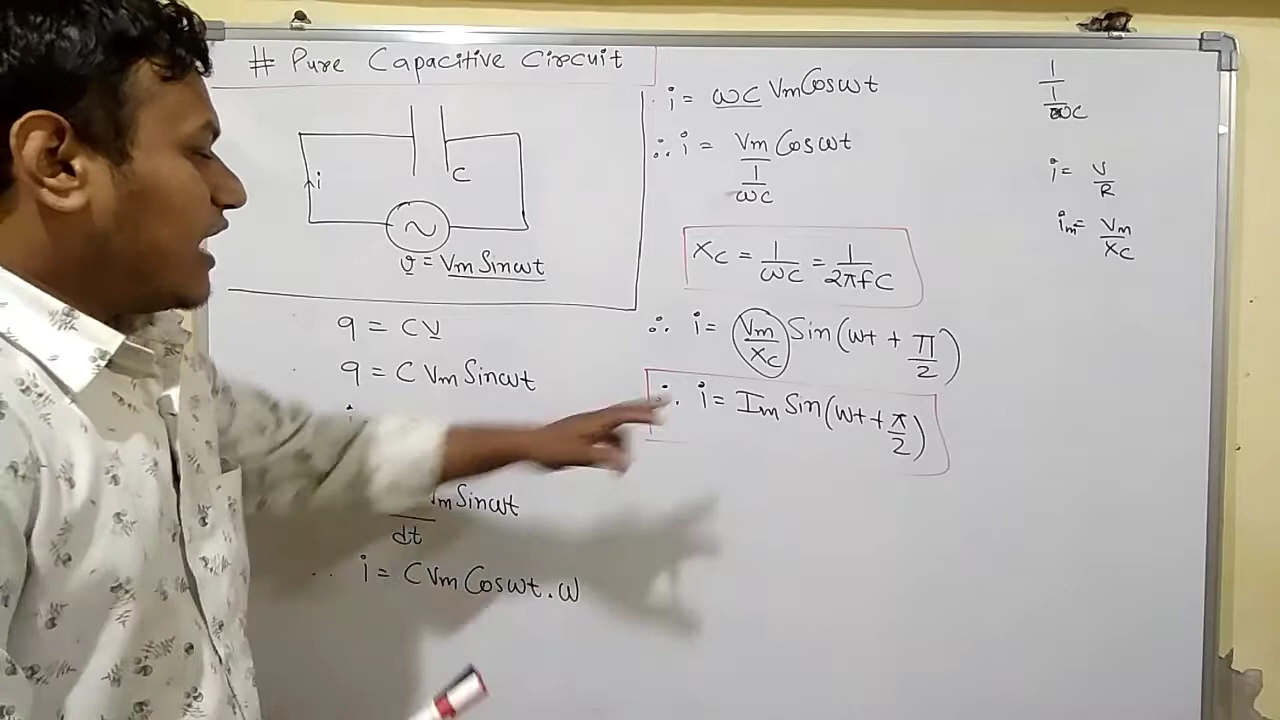 # Pure Capacitive Circuit
i
C
v = Vm Sinωt
q = CV
q = C Vm Sinωt
m Sinωt
dt
i = C Vm Cosωt . ω
i = ωC Vm Cosωt
∴ i = Vm / (1/ωC) Cosωt
Xc = 1/ωC = 1/2πfC
∴ i = Vm/Xc Sin(ωt + π/2)
∴ i = Im Sin(ωt + π/2)
1 / (1/ωC)
i = V/R
im = Vm/Xc